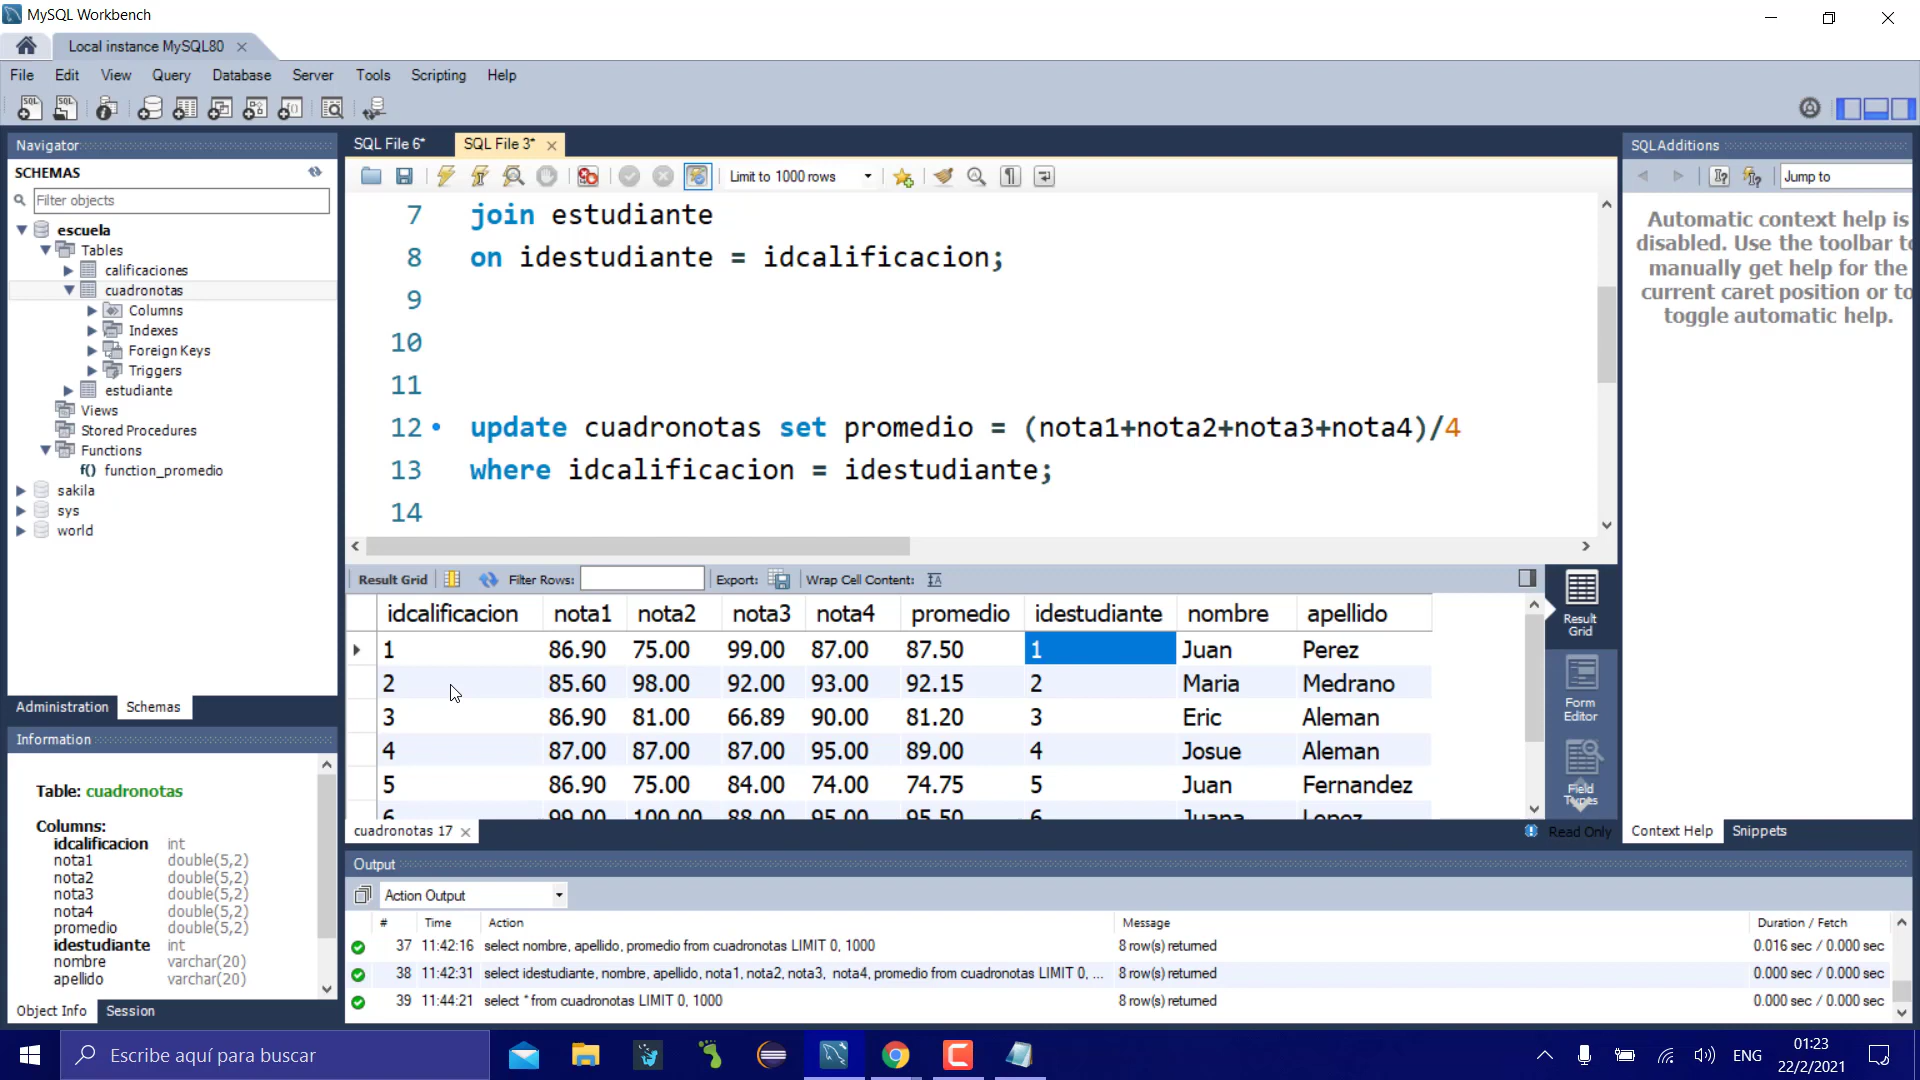 MySQL Workbench
Local instance MySQL80
File Edit View Query Database Server Tools Scripting Help
Navigator
SCHEMAS
Filter objects
escuela
Tables
calificaciones
cuadronotas
Columns
Indexes
Foreign Keys
Triggers
estudiante
Views
Stored Procedures
Functions
f() function_promedio
sakila
sys
world
Administration Schemas
Information
Table: cuadronotas
Columns:
idcalificacion int
nota1 double(5,2)
nota2 double(5,2)
nota3 double(5,2)
nota4 double(5,2)
promedio double(5,2)
idestudiante int
nombre varchar(20)
apellido varchar(20)
Object Info Session
SQL File 6* SQL File 3*
Limit to 1000 rows
7 join estudiante
8 on idestudiante = idcalificacion;
9
10
11
12 update cuadronotas set promedio = (nota1+nota2+nota3+nota4)/4
13 where idcalificacion = idestudiante;
14
Result Grid Filter Rows: Export: Wrap Cell Content:
idcalificacion nota1 nota2 nota3 nota4 promedio idestudiante nombre apellido
1 86.90 75.00 99.00 87.00 87.50 1 Juan Perez
2 85.60 98.00 92.00 93.00 92.15 2 Maria Medrano
3 86.90 81.00 66.89 90.00 81.20 3 Eric Aleman
4 87.00 87.00 87.00 95.00 89.00 4 Josue Aleman
5 86.90 75.00 84.00 74.00 74.75 5 Juan Fernandez
6 99.00 100.00 88.00 95.00 95.50 6 Juana Lopez
Result
Grid
Form
Editor
Field
Types
cuadronotas 17
Read Only
Output
Action Output
# Time Action Message Duration / Fetch
37 11:42:16 select nombre, apellido, promedio from cuadronotas LIMIT 0, 1000 8 row(s) returned 0.016 sec / 0.000 sec
38 11:42:31 select idestudiante, nombre, apellido, nota1, nota2, nota3, nota4, promedio from cuadronotas LIMIT 0, ... 8 row(s) returned 0.000 sec / 0.000 sec
39 11:44:21 select * from cuadronotas LIMIT 0, 1000 8 row(s) returned 0.000 sec / 0.000 sec
SQLAdditions
Jump to
Automatic context help is
disabled. Use the toolbar to
manually get help for the
current caret position or to
toggle automatic help.
Context Help Snippets
Escribe aquí para buscar
ENG
01:23
22/2/2021